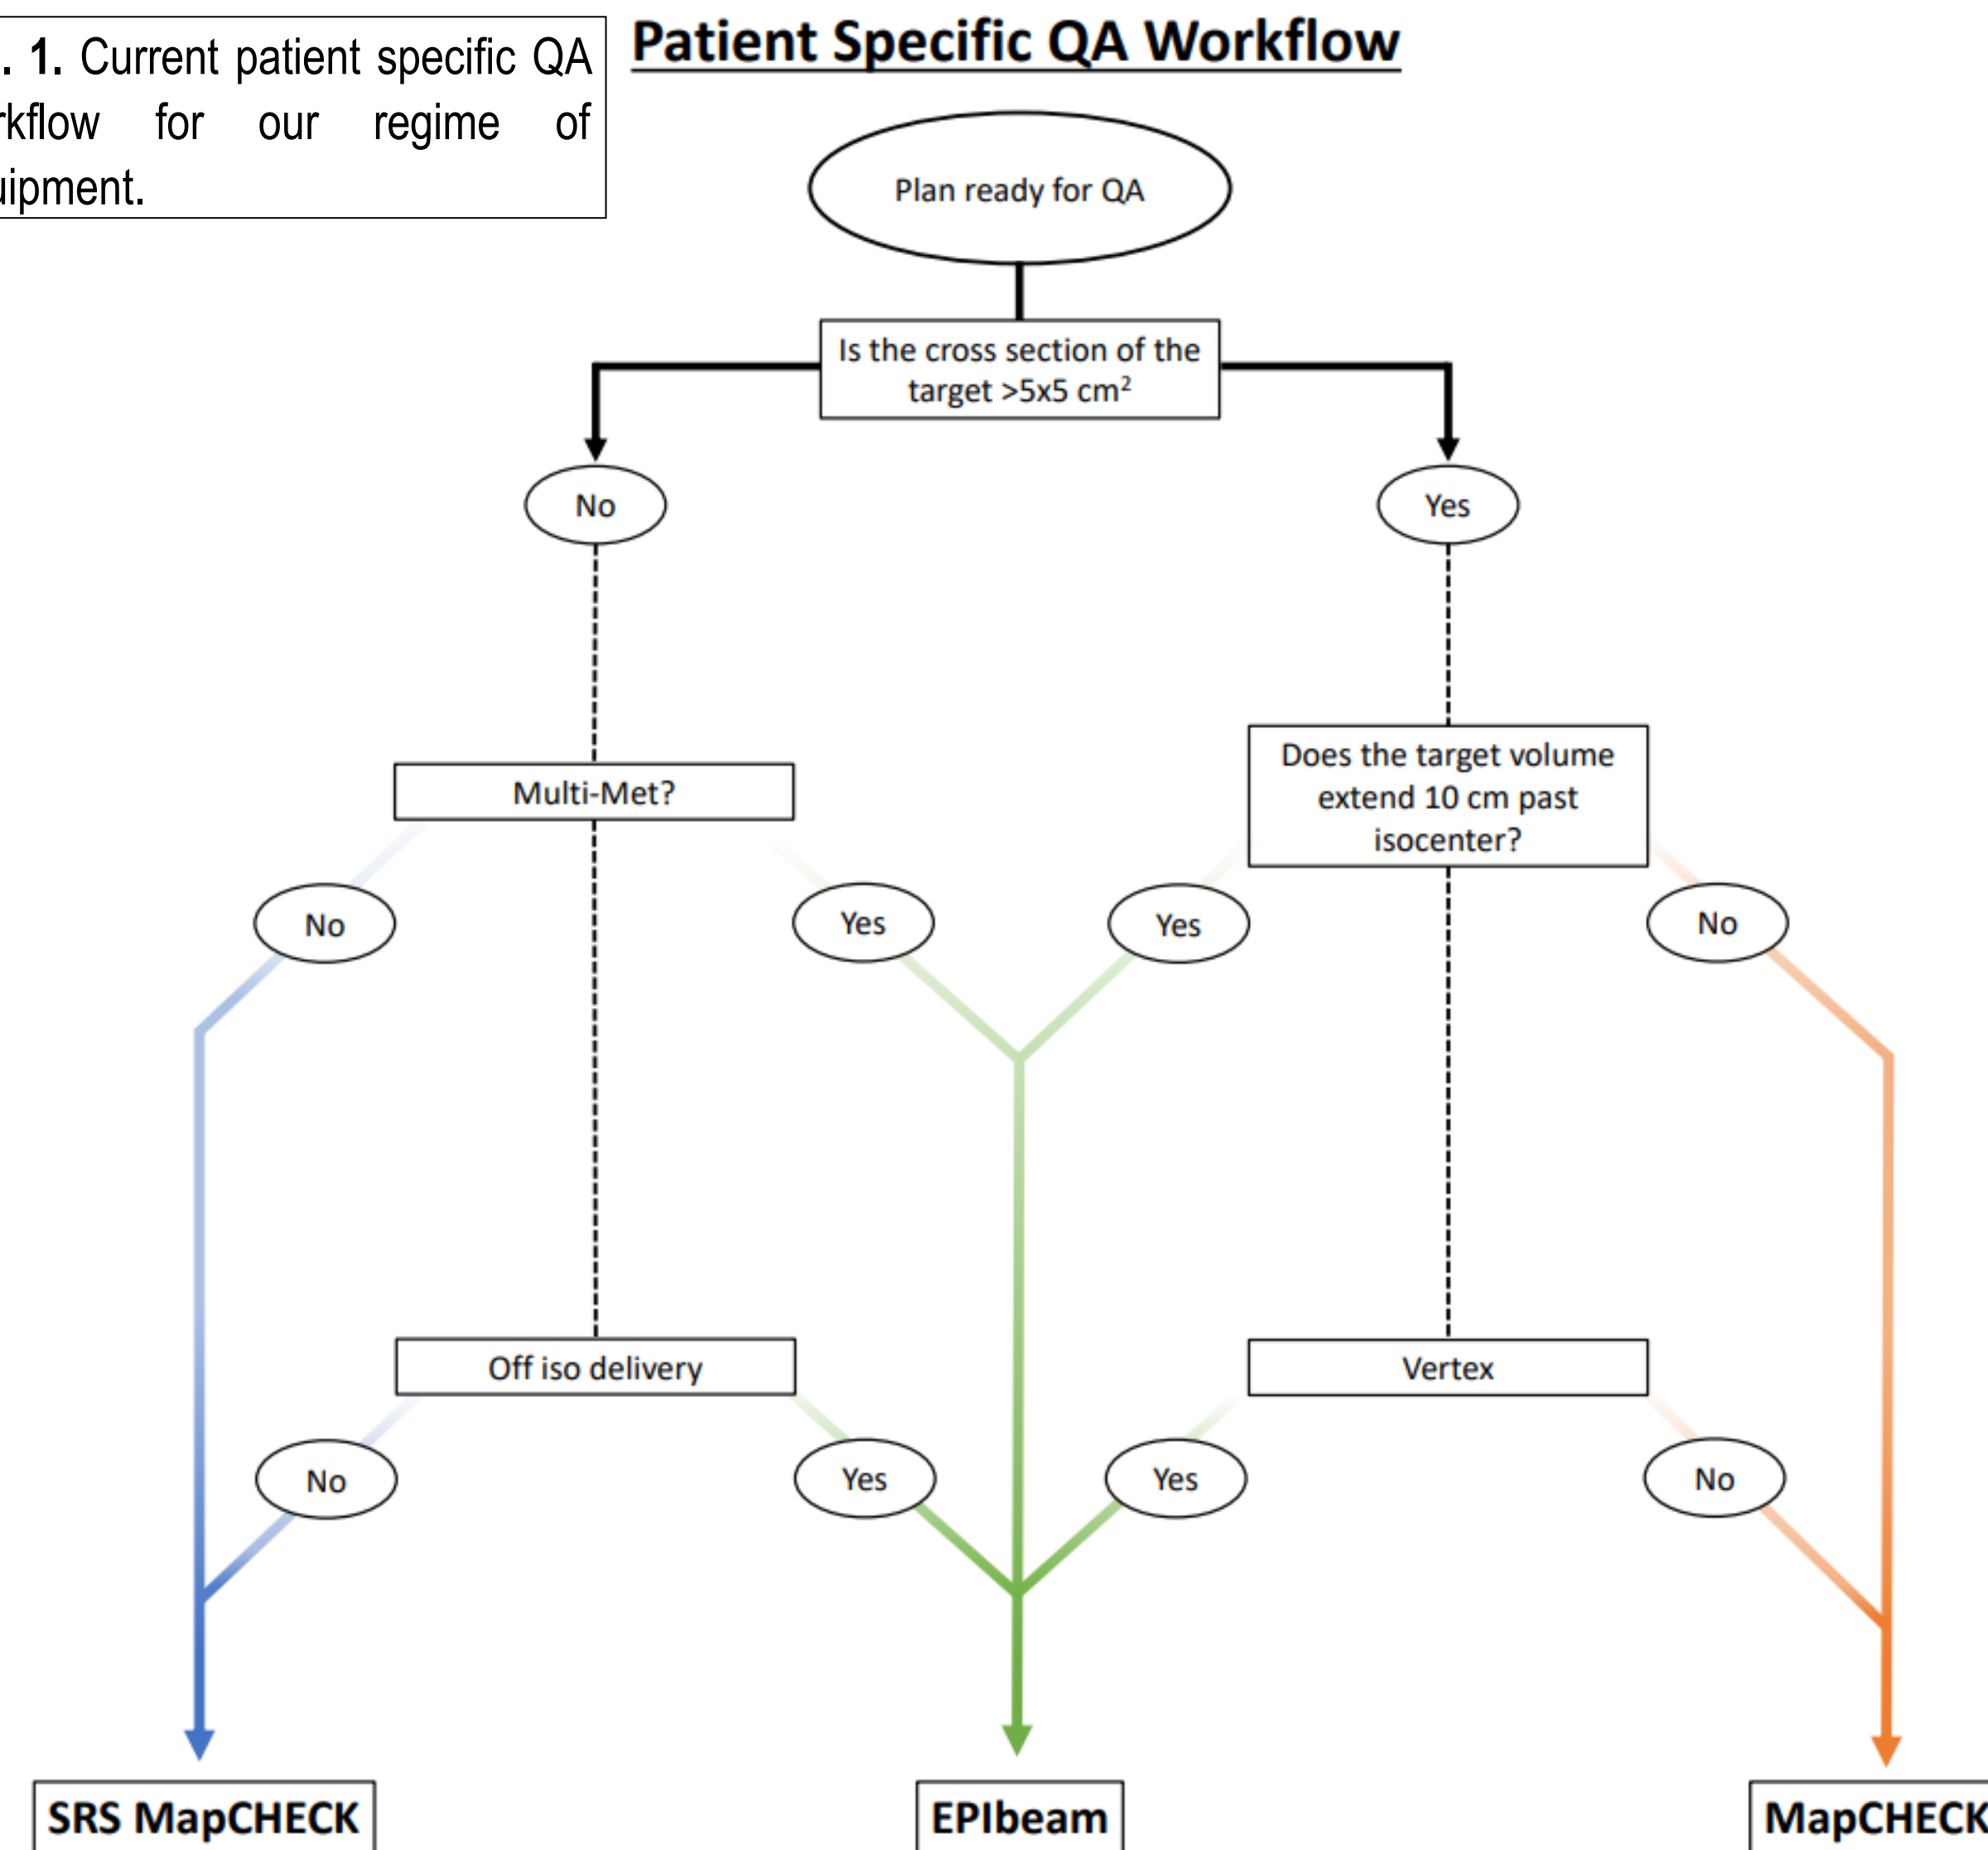 . 1. Current patient specific QA
rkflow for our regime of
uipment.
Patient Specific QA Workflow
Plan ready for QA
Is the cross section of the
target >5x5 cm²
No
Yes
Multi-Met?
Does the target volume
extend 10 cm past
isocenter?
No
Yes
Yes
No
Off iso delivery
Vertex
No
Yes
Yes
No
SRS MapCHECK
EPIbeam
MapCHECK